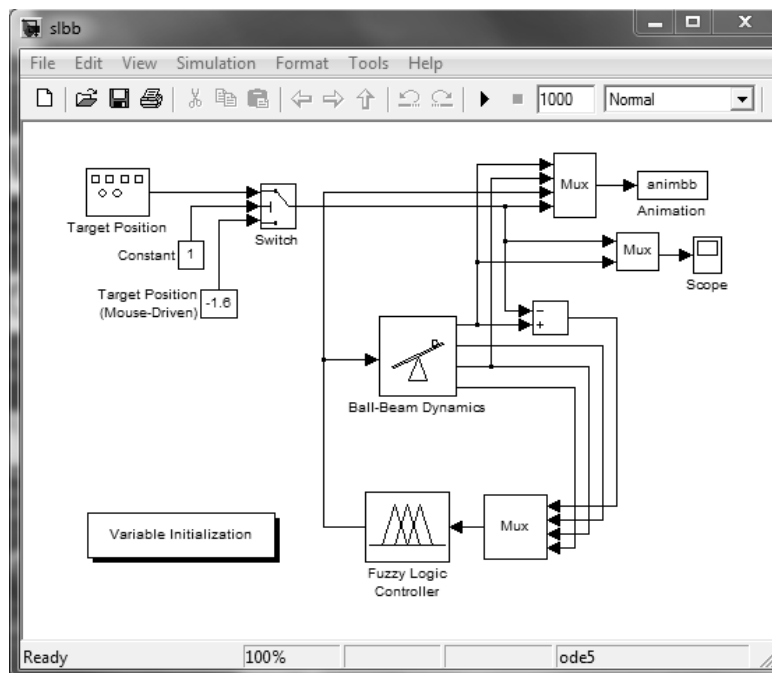 slbb
File Edit View Simulation Format Tools Help
1000 Normal
Target Position
Constant
1
Target Position
(Mouse-Driven)
-1.6
Switch
Mux
animbb
Animation
Mux
Scope
−
+
Ball-Beam Dynamics
Variable Initialization
Fuzzy Logic
Controller
Mux
Ready 100% ode5